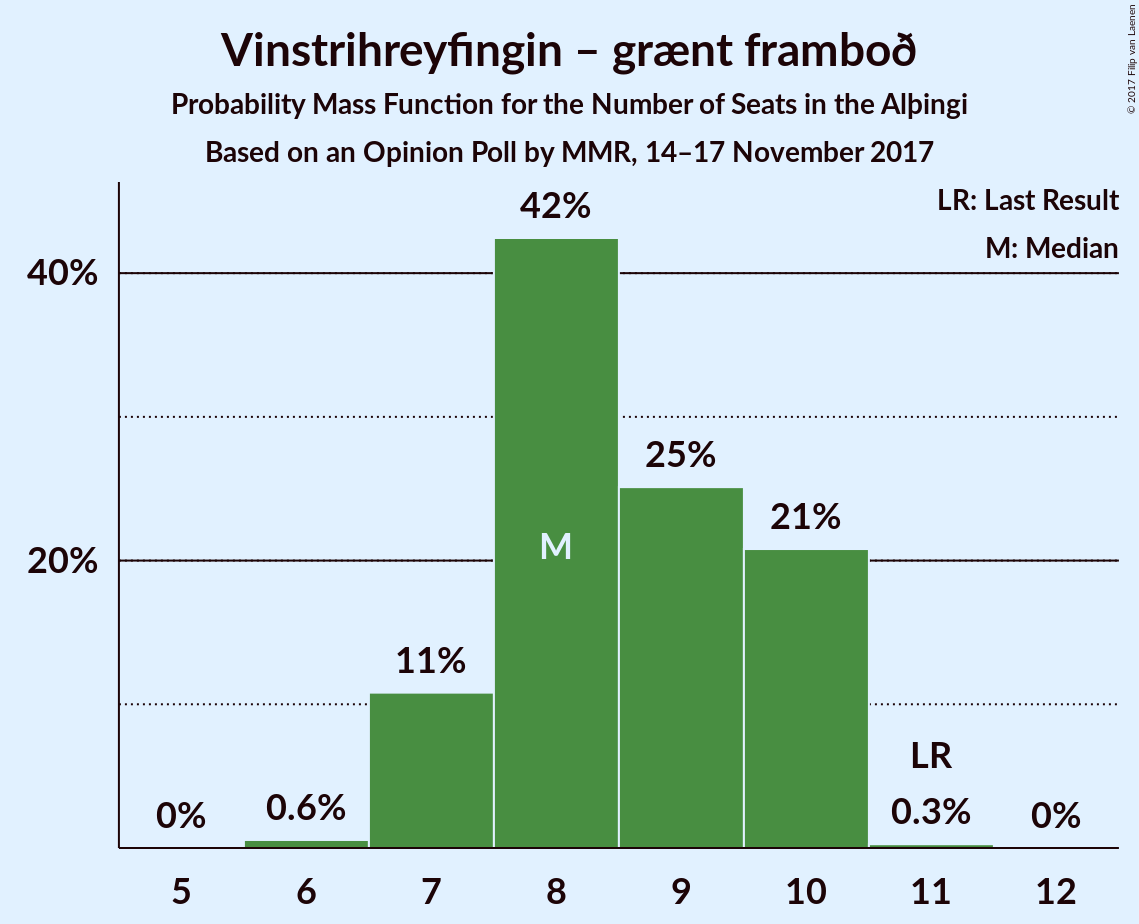 Vinstrihreyfingin – grænt framboð
Probability Mass Function for the Number of Seats in the Alþingi
Based on an Opinion Poll by MMR, 14–17 November 2017
© 2017 Filip van Laenen
LR: Last Result
M: Median
42%
40%
25%
21%
M
20%
11%
LR
0%
0.6%
0.3%
0%
5 6 7 8 9 10 11 12